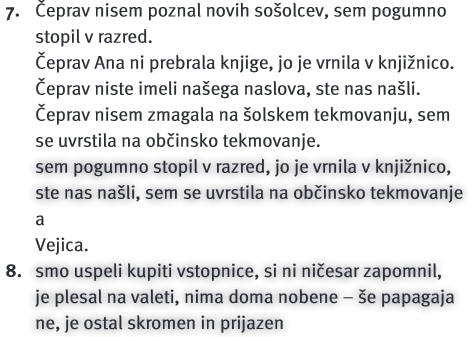 7. Čeprav nisem poznal novih sošolcev, sem pogumno
stopil v razred.
Čeprav Ana ni prebrala knjige, jo je vrnila v knjižnico.
Čeprav niste imeli našega naslova, ste nas našli.
Čeprav nisem zmagala na šolskem tekmovanju, sem
se uvrstila na občinsko tekmovanje.
sem pogumno stopil v razred, jo je vrnila v knjižnico,
ste nas našli, sem se uvrstila na občinsko tekmovanje
a
Vejica.
8. smo uspeli kupiti vstopnice, si ni ničesar zapomnil,
je plesal na valeti, nima doma nobene – še papagaja
ne, je ostal skromen in prijazen